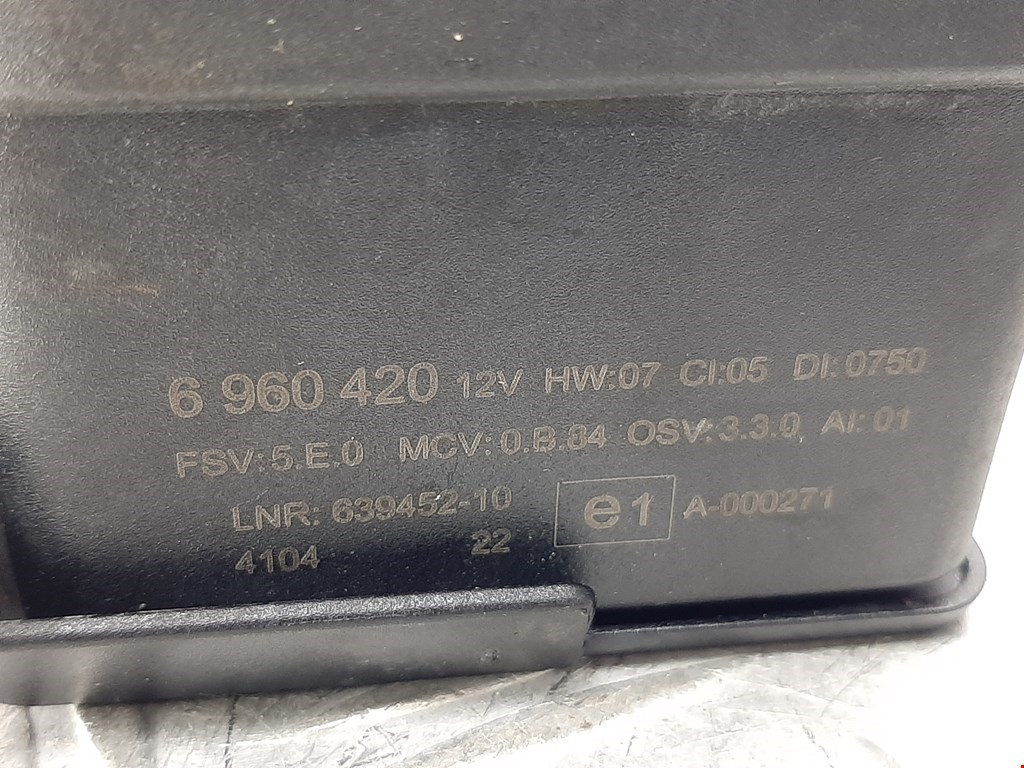 6 960 420 12V HW:07 CI:05 DI:0750
FSV:5.E.0 MCV:0.B.84 OSV:3.3.0 AI:01
LNR: 639452-10 e1 A-000271
4104 22